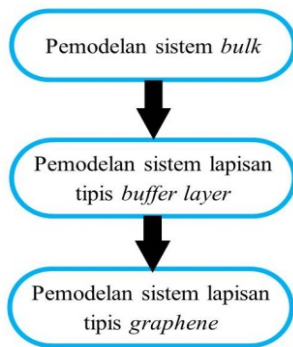 Pemodelan sistem bulk
Pemodelan sistem lapisan
tipis buffer layer
Pemodelan sistem lapisan
tipis graphene